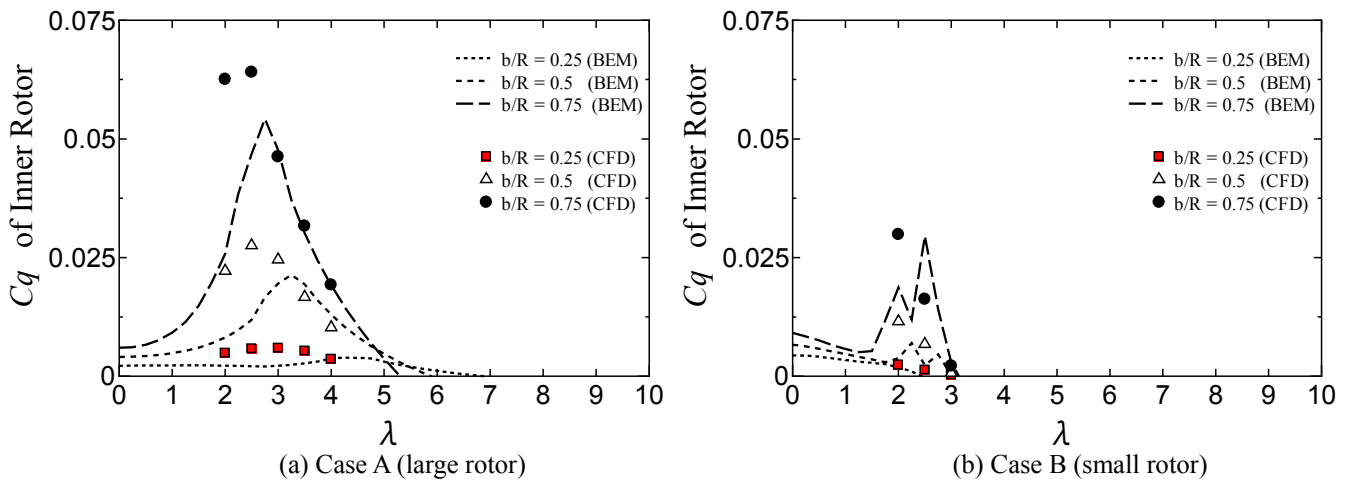 0.075
0.05
0.025
0
Cq of Inner Rotor
b/R = 0.25 (BEM)
b/R = 0.5 (BEM)
b/R = 0.75 (BEM)
b/R = 0.25 (CFD)
b/R = 0.5 (CFD)
b/R = 0.75 (CFD)
0 1 2 3 4 5 6 7 8 9 10
λ
(a) Case A (large rotor)
0.075
0.05
0.025
0
Cq of Inner Rotor
b/R = 0.25 (BEM)
b/R = 0.5 (BEM)
b/R = 0.75 (BEM)
b/R = 0.25 (CFD)
b/R = 0.5 (CFD)
b/R = 0.75 (CFD)
0 1 2 3 4 5 6 7 8 9 10
λ
(b) Case B (small rotor)